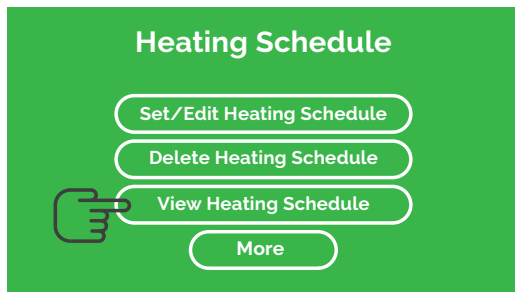 Heating Schedule
Set/Edit Heating Schedule
Delete Heating Schedule
View Heating Schedule
More